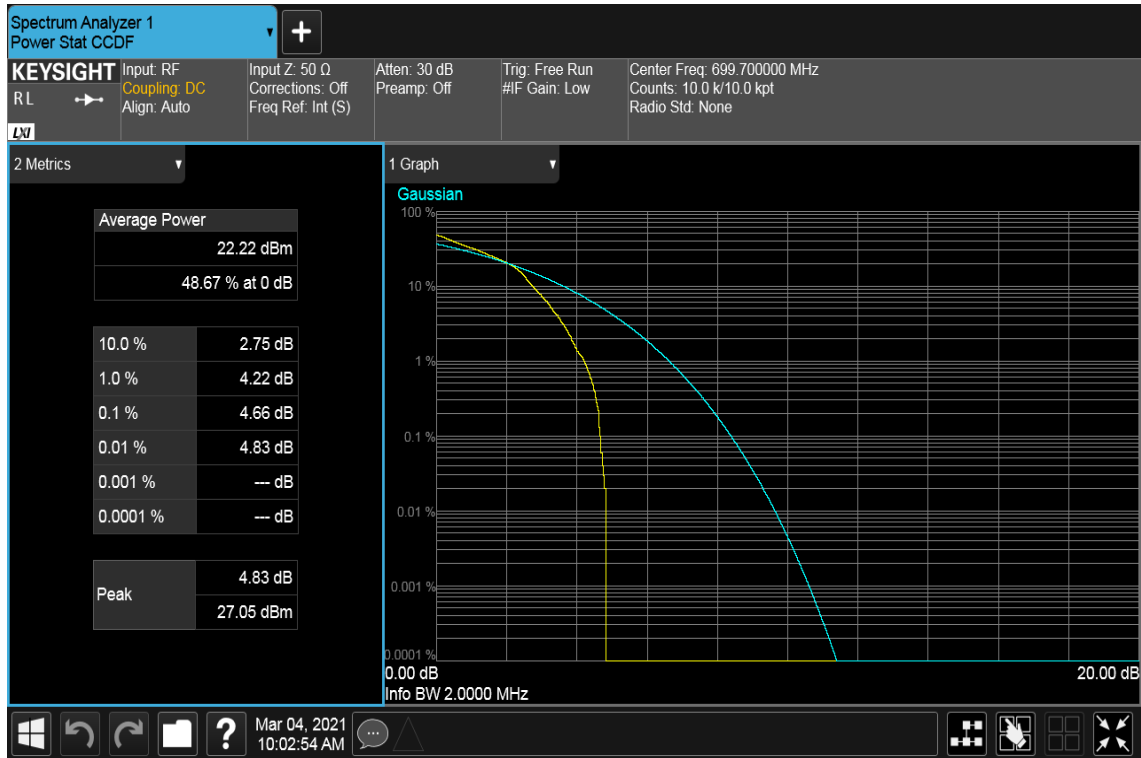 Spectrum Analyzer 1
Power Stat CCDF
KEYSIGHT
RL
LXI
Input: RF
Coupling: DC
Align: Auto
Input Z: 50 Ω
Corrections: Off
Freq Ref: Int (S)
Atten: 30 dB
Preamp: Off
Trig: Free Run
#IF Gain: Low
Center Freq: 699.700000 MHz
Counts: 10.0 k/10.0 kpt
Radio Std: None
2 Metrics
Average Power
22.22 dBm
48.67 % at 0 dB
10.0 % 2.75 dB
1.0 % 4.22 dB
0.1 % 4.66 dB
0.01 % 4.83 dB
0.001 % --- dB
0.0001 % --- dB
Peak
4.83 dB
27.05 dBm
1 Graph
Gaussian
100 %
10 %
1 %
0.1 %
0.01 %
0.001 %
0.0001 %
0.00 dB 20.00 dB
Info BW 2.0000 MHz
? Mar 04, 2021
10:02:54 AM